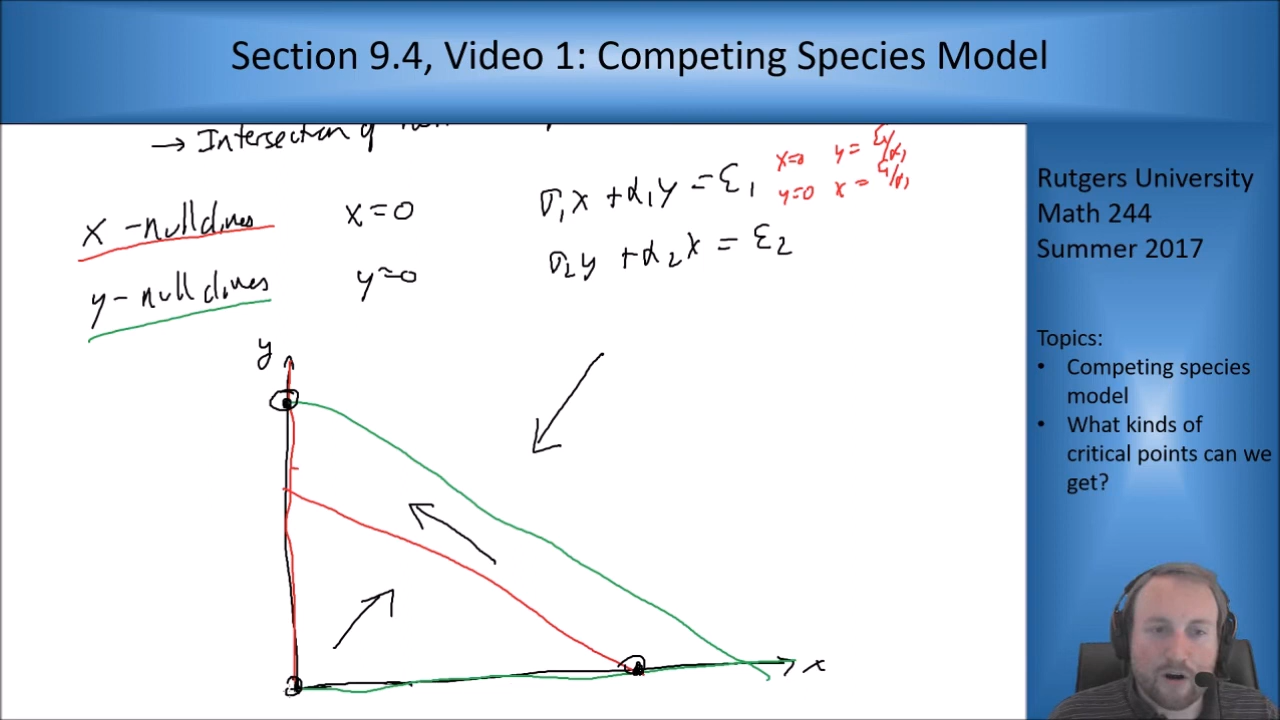 Section 9.4, Video 1: Competing Species Model
→ Intersection of
x=0 y = ε₁/α₁
x-nullclines x=0 σ₁x + α₁y = ε₁
y=0 x = ε₁/σ₁
y-nullclines y=0 σ₂y + α₂x = ε₂
y
x
Rutgers University
Math 244
Summer 2017
Topics:
• Competing species
model
• What kinds of
critical points can we
get?